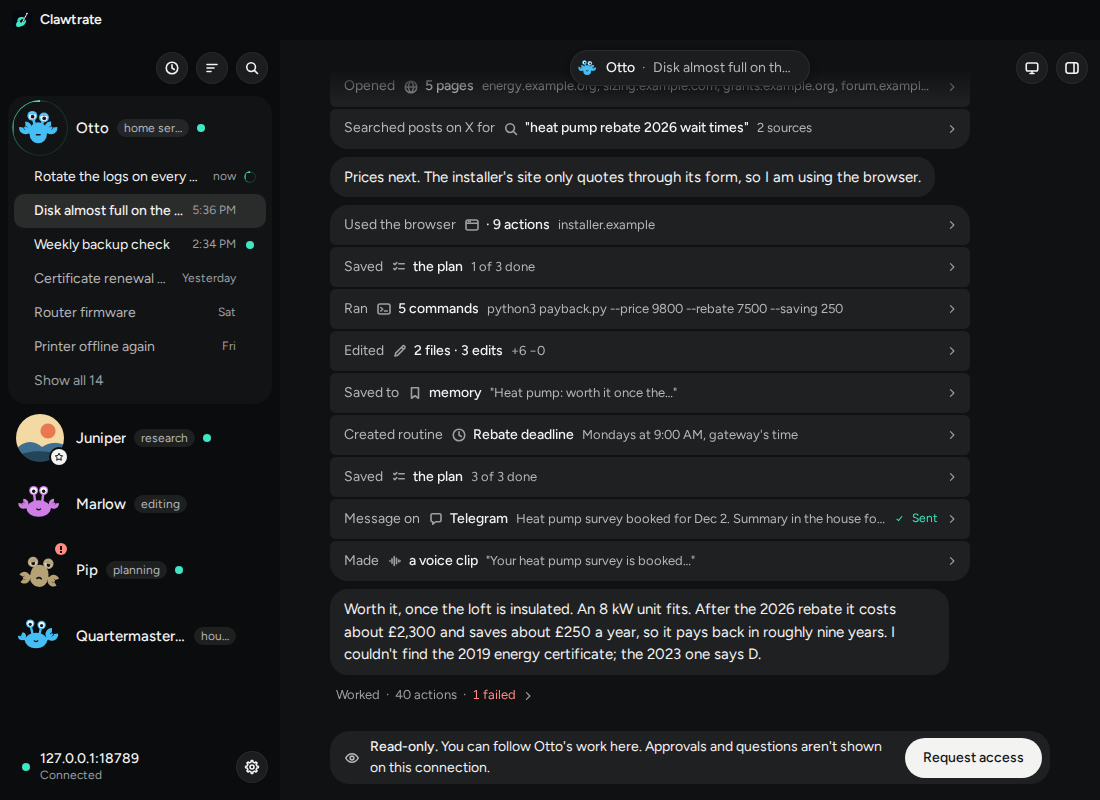 Clawtrate
Otto · Disk almost full on th...
Otto home ser...
Rotate the logs on every ... now
Disk almost full on the ... 5:36 PM
Weekly backup check 2:34 PM
Certificate renewal ... Yesterday
Router firmware Sat
Printer offline again Fri
Show all 14
Juniper research
Marlow editing
Pip planning
Quartermaster... hou...
127.0.0.1:18789
Connected
Opened 5 pages energy.example.org, sizing.example.com, grants.example.org, forum.exampl...
Searched posts on X for "heat pump rebate 2026 wait times" 2 sources
Prices next. The installer's site only quotes through its form, so I am using the browser.
Used the browser · 9 actions installer.example
Saved the plan 1 of 3 done
Ran 5 commands python3 payback.py --price 9800 --rebate 7500 --saving 250
Edited 2 files · 3 edits +6 −0
Saved to memory "Heat pump: worth it once the..."
Created routine Rebate deadline Mondays at 9:00 AM, gateway's time
Saved the plan 3 of 3 done
Message on Telegram Heat pump survey booked for Dec 2. Summary in the house fo... ✓ Sent
Made a voice clip "Your heat pump survey is booked..."
Worth it, once the loft is insulated. An 8 kW unit fits. After the 2026 rebate it costs
about £2,300 and saves about £250 a year, so it pays back in roughly nine years. I
couldn't find the 2019 energy certificate; the 2023 one says D.
Worked · 40 actions · 1 failed
Read-only. You can follow Otto's work here. Approvals and questions aren't shown
on this connection.
Request access